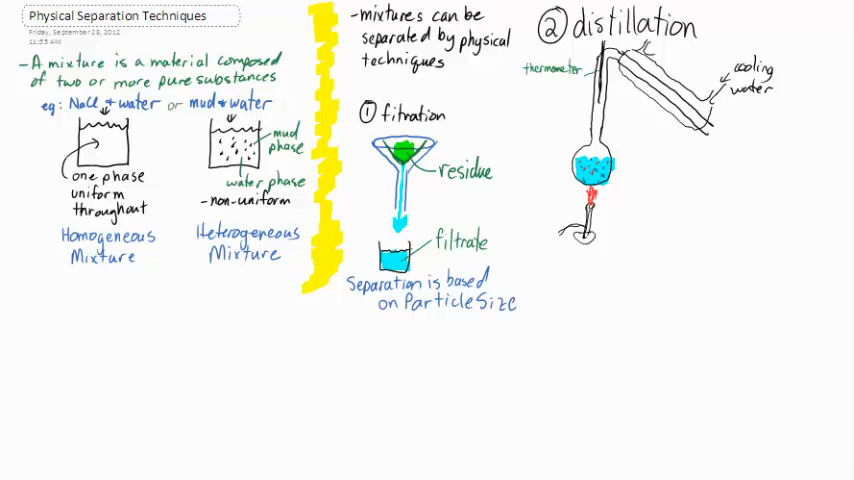 Physical Separation Techniques
Friday, September 28, 2012
11:55 AM
-A mixture is a material composed
of two or more pure substances
eg: NaCl & water or mud & water
mud
phase
water phase
one phase
uniform
throughout
-non-uniform
Homogeneous
Mixture
Heterogeneous
Mixture
-mixtures can be
separated by physical
techniques
① filtration
residue
filtrate
Separation is based
on Particle Size
② distillation
thermometer
cooling
water